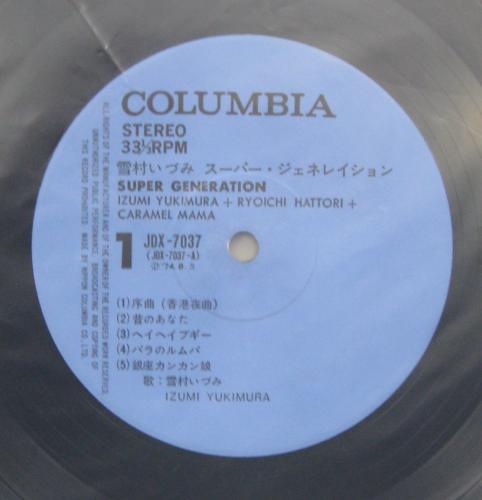 COLUMBIA
STEREO
33⅓RPM
雪村いづみ スーパー・ジェネレイション
SUPER GENERATION
IZUMI YUKIMURA + RYOICHI HATTORI +
CARAMEL MAMA
1 JDX-7037
(JDX-7037-A)
Ⓟ '74.8.5
(1)序曲 (香港夜曲)
(2)昔のあなた
(3)ヘイヘイブギー
(4)バラのルムバ
(5)銀座カンカン娘
歌:雪村いづみ
IZUMI YUKIMURA
ALL RIGHTS OF THE MANUFACTURER AND OF THE OWNER OF THE RECORDED WORK RESERVED.
UNAUTHORIZED PUBLIC PERFORMANCE, BROADCASTING AND COPYING OF
THIS RECORD PROHIBITED MADE BY NIPPON COLUMBIA CO., LTD.